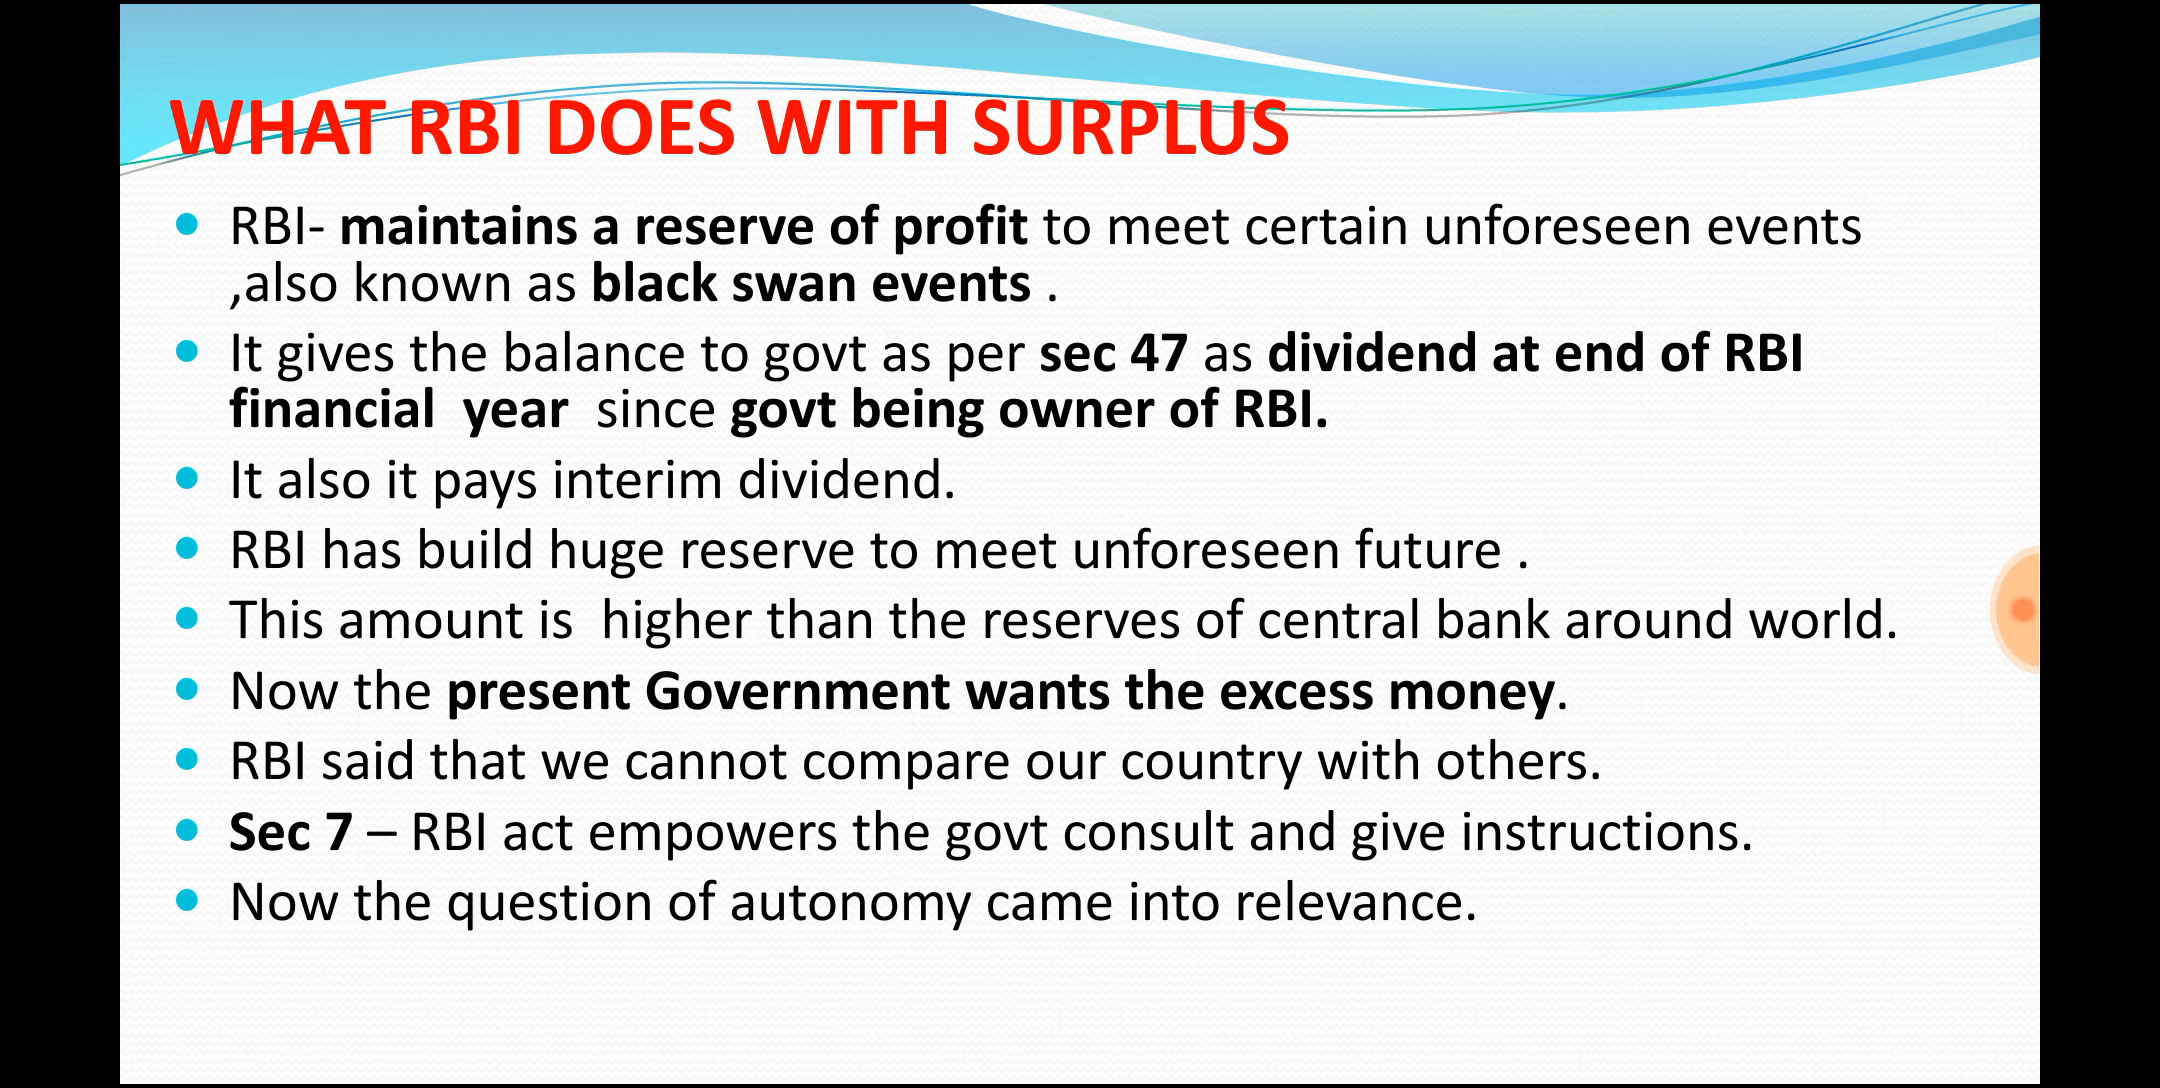 WHAT RBI DOES WITH SURPLUS
• RBI- maintains a reserve of profit to meet certain unforeseen events
,also known as black swan events .
• It gives the balance to govt as per sec 47 as dividend at end of RBI
financial  year  since govt being owner of RBI.
• It also it pays interim dividend.
• RBI has build huge reserve to meet unforeseen future .
• This amount is  higher than the reserves of central bank around world.
• Now the present Government wants the excess money.
• RBI said that we cannot compare our country with others.
• Sec 7 – RBI act empowers the govt consult and give instructions.
• Now the question of autonomy came into relevance.